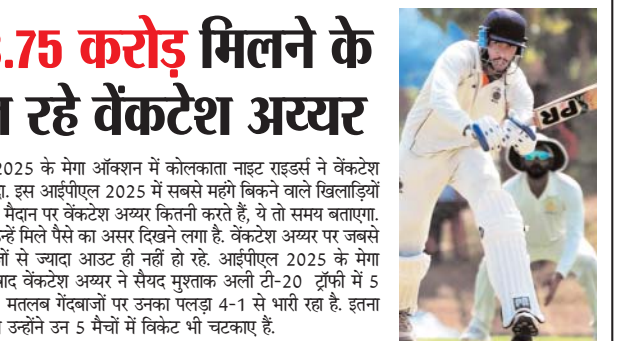 .75 करोड़ मिलने के
रहे वेंकटेश अय्यर
2025 के मेगा ऑक्शन में कोलकाता नाइट राइडर्स ने वेंकटेश
इस आईपीएल 2025 में सबसे महंगे बिकने वाले खिलाड़ियों
मैदान पर वेंकटेश अय्यर कितनी करते हैं, ये तो समय बताएगा.
मिले पैसे का असर दिखने लगा है. वेंकटेश अय्यर पर जबसे
से ज्यादा आउट ही नहीं हो रहे. आईपीएल 2025 के मेगा
वेंकटेश अय्यर ने सैयद मुश्ताक अली टी-20 ट्रॉफी में 5
मतलब गेंदबाजों पर उनका पलड़ा 4-1 से भारी रहा है. इतना
उन्होंने उन 5 मैचों में विकेट भी चटकाए हैं.